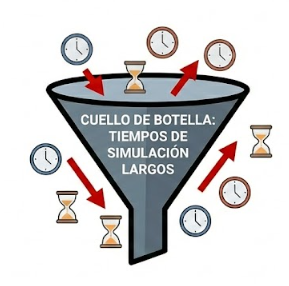 CUELLO DE BOTELLA:
TIEMPOS DE
SIMULACIÓN
LARGOS